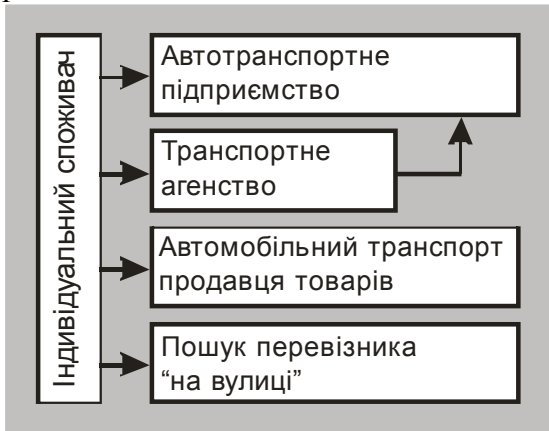 Індивідуальний споживач
Автотранспортне
підприємство
Транспортне
агенство
Автомобільний транспорт
продавця товарів
Пошук перевізника
“на вулиці”